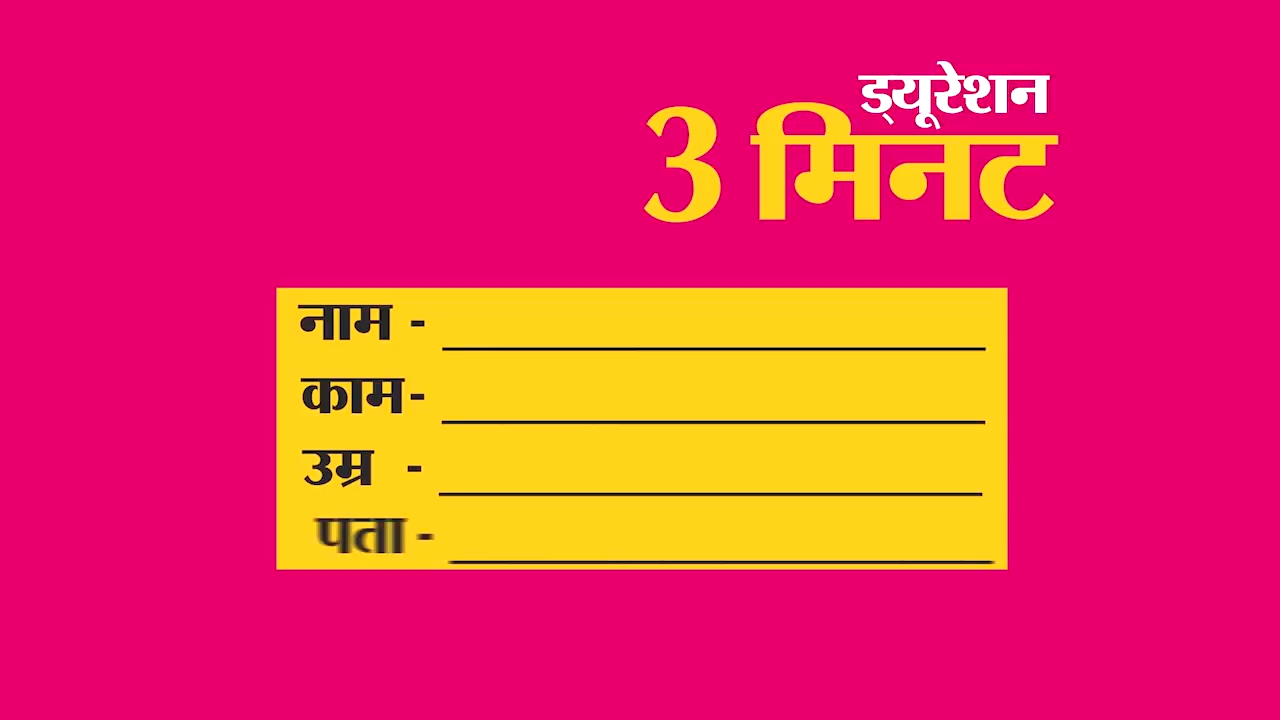 ड्यूरेशन
3 मिनट
नाम - 
काम-
उम्र -
पता -